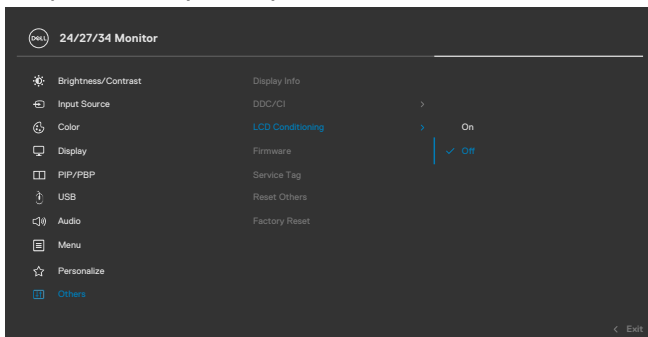 DELL 24/27/34 Monitor
Brightness/Contrast Display Info
Input Source DDC/CI >
Color LCD Conditioning > On
Display Firmware ✓ Off
PIP/PBP Service Tag
USB Reset Others
Audio Factory Reset
Menu
Personalize
Others
< Exit